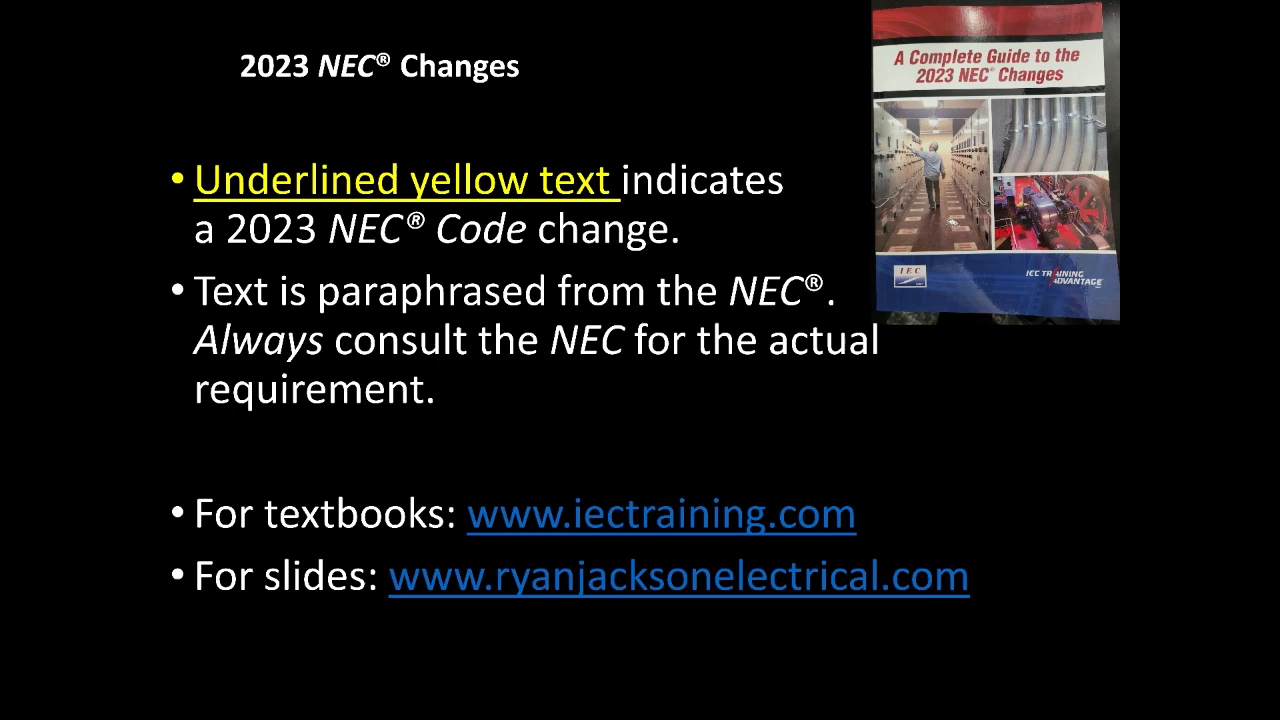 2023 NEC® Changes
A Complete Guide to the
2023 NEC® Changes
• Underlined yellow text indicates
a 2023 NEC® Code change.
• Text is paraphrased from the NEC®.
Always consult the NEC for the actual
requirement.
IEC
IEC TRAINING
ADVANTAGE
• For textbooks: www.iectraining.com
• For slides: www.ryanjacksonelectrical.com